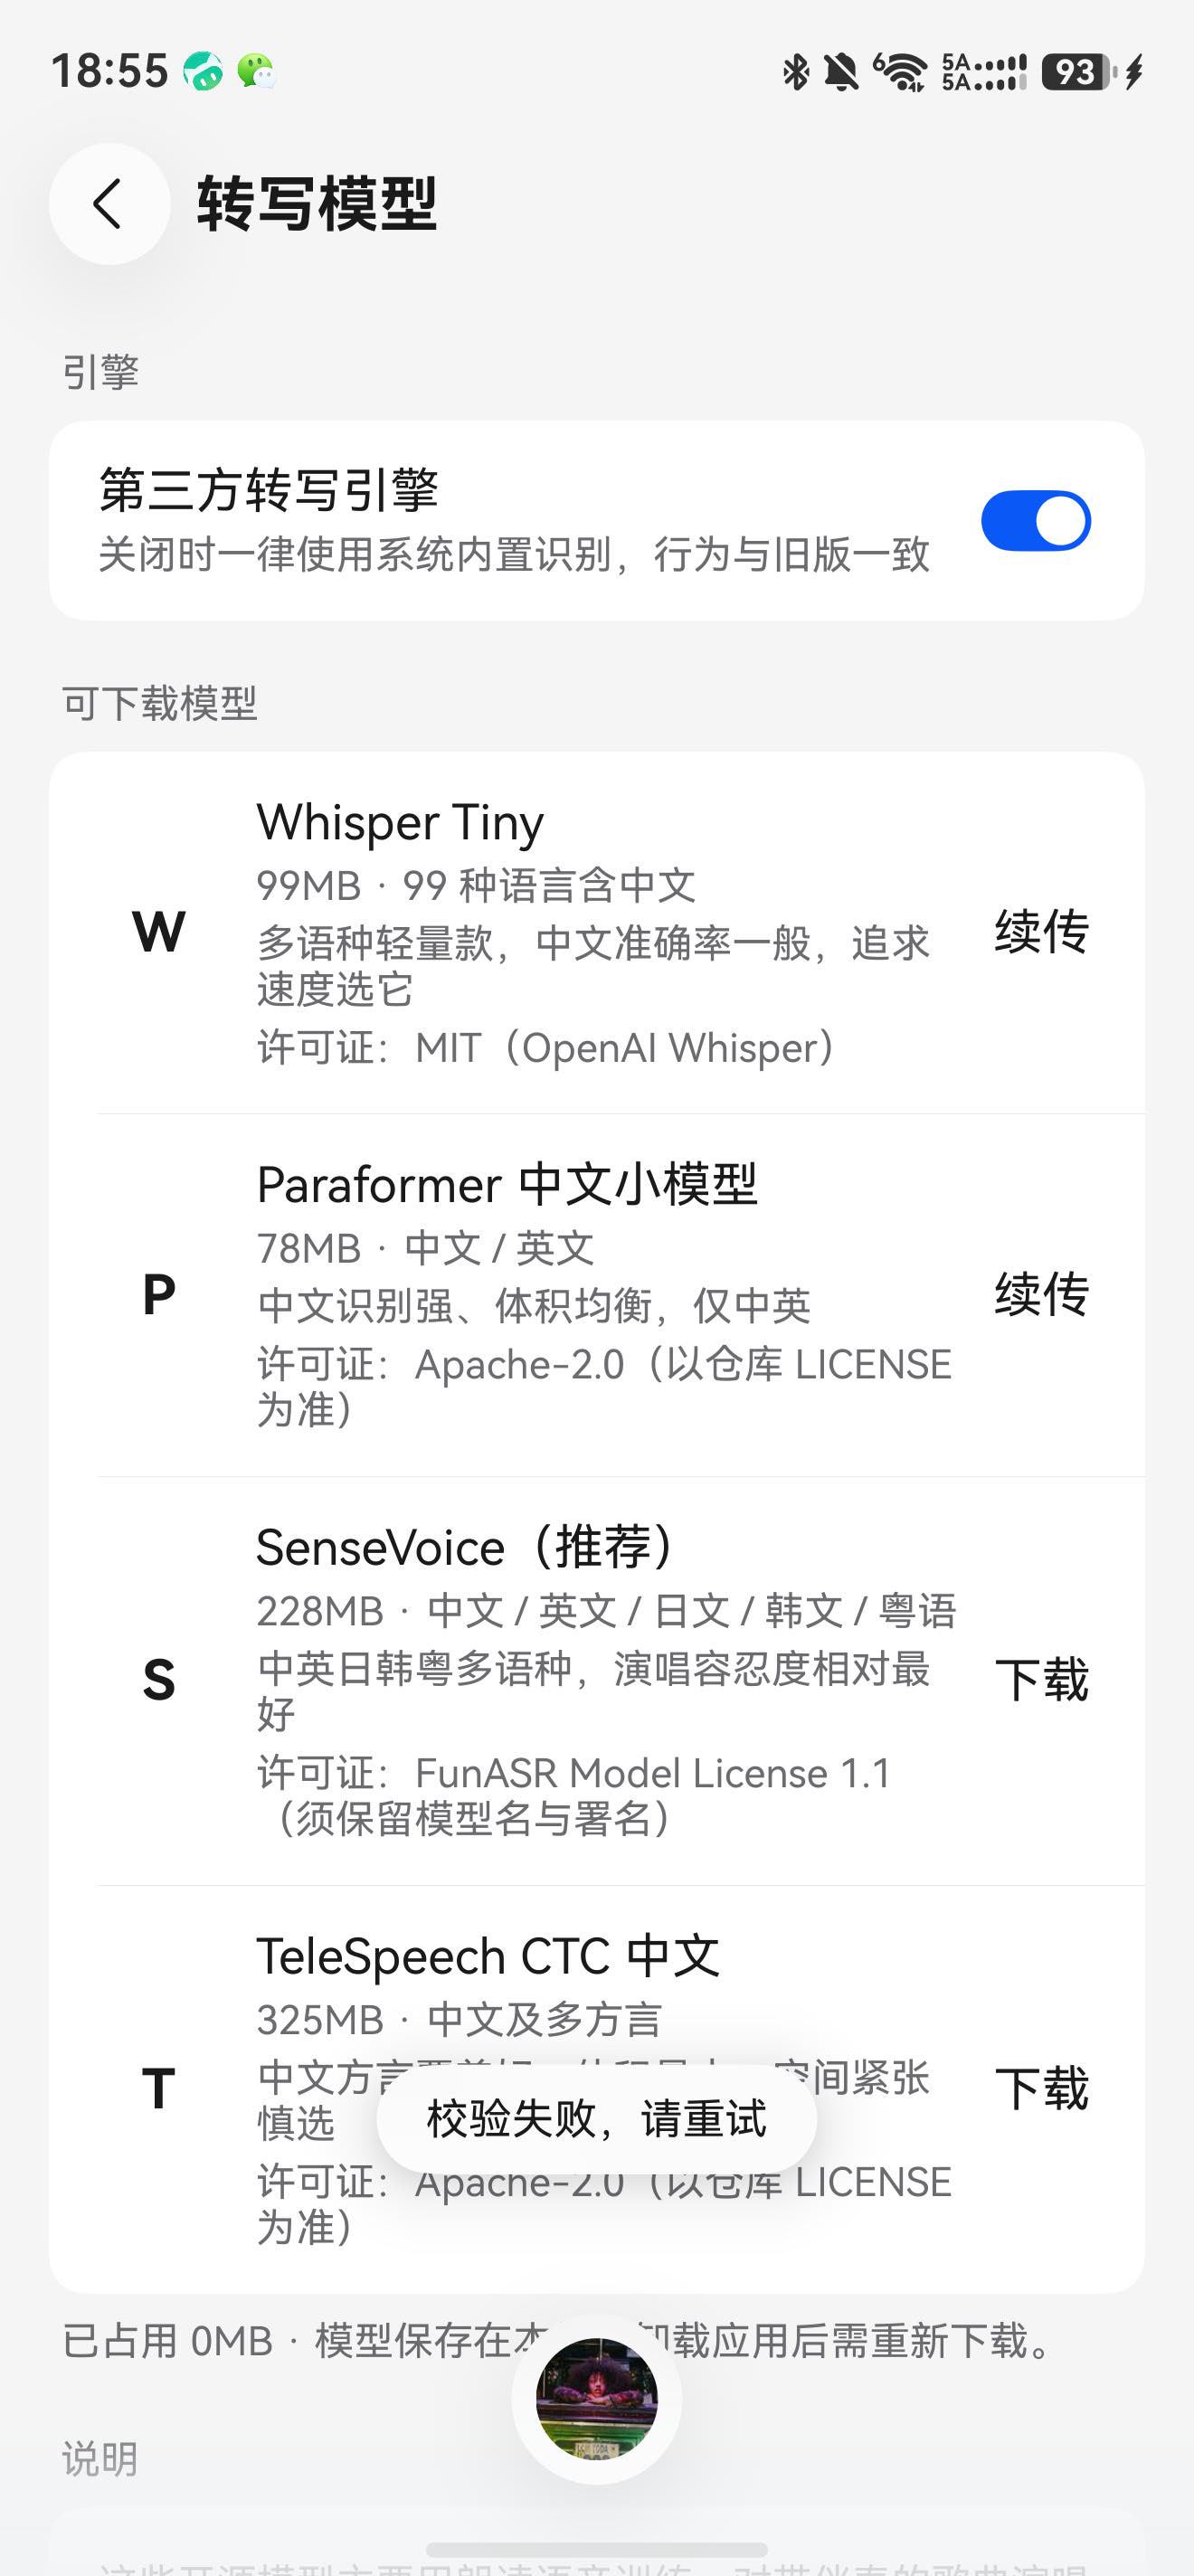 18:55
6
5A
5A
93
转写模型
引擎
第三方转写引擎
关闭时一律使用系统内置识别，行为与旧版一致
可下载模型
Whisper Tiny
99MB · 99 种语言含中文
W
多语种轻量款，中文准确率一般，追求
速度选它
续传
许可证：MIT（OpenAI Whisper）
Paraformer 中文小模型
78MB · 中文 / 英文
P
中文识别强、体积均衡，仅中英
续传
许可证：Apache-2.0（以仓库 LICENSE
为准）
SenseVoice（推荐）
228MB · 中文 / 英文 / 日文 / 韩文 / 粤语
S
中英日韩粤多语种，演唱容忍度相对最
好
下载
许可证：FunASR Model License 1.1
（须保留模型名与署名）
TeleSpeech CTC 中文
325MB · 中文及多方言
T
中文方言 空间紧张
慎选
下载
校验失败，请重试
许可证：Apache-2.0（以仓库 LICENSE
为准）
已占用 0MB · 模型保存在本 卸载应用后需重新下载。
说明